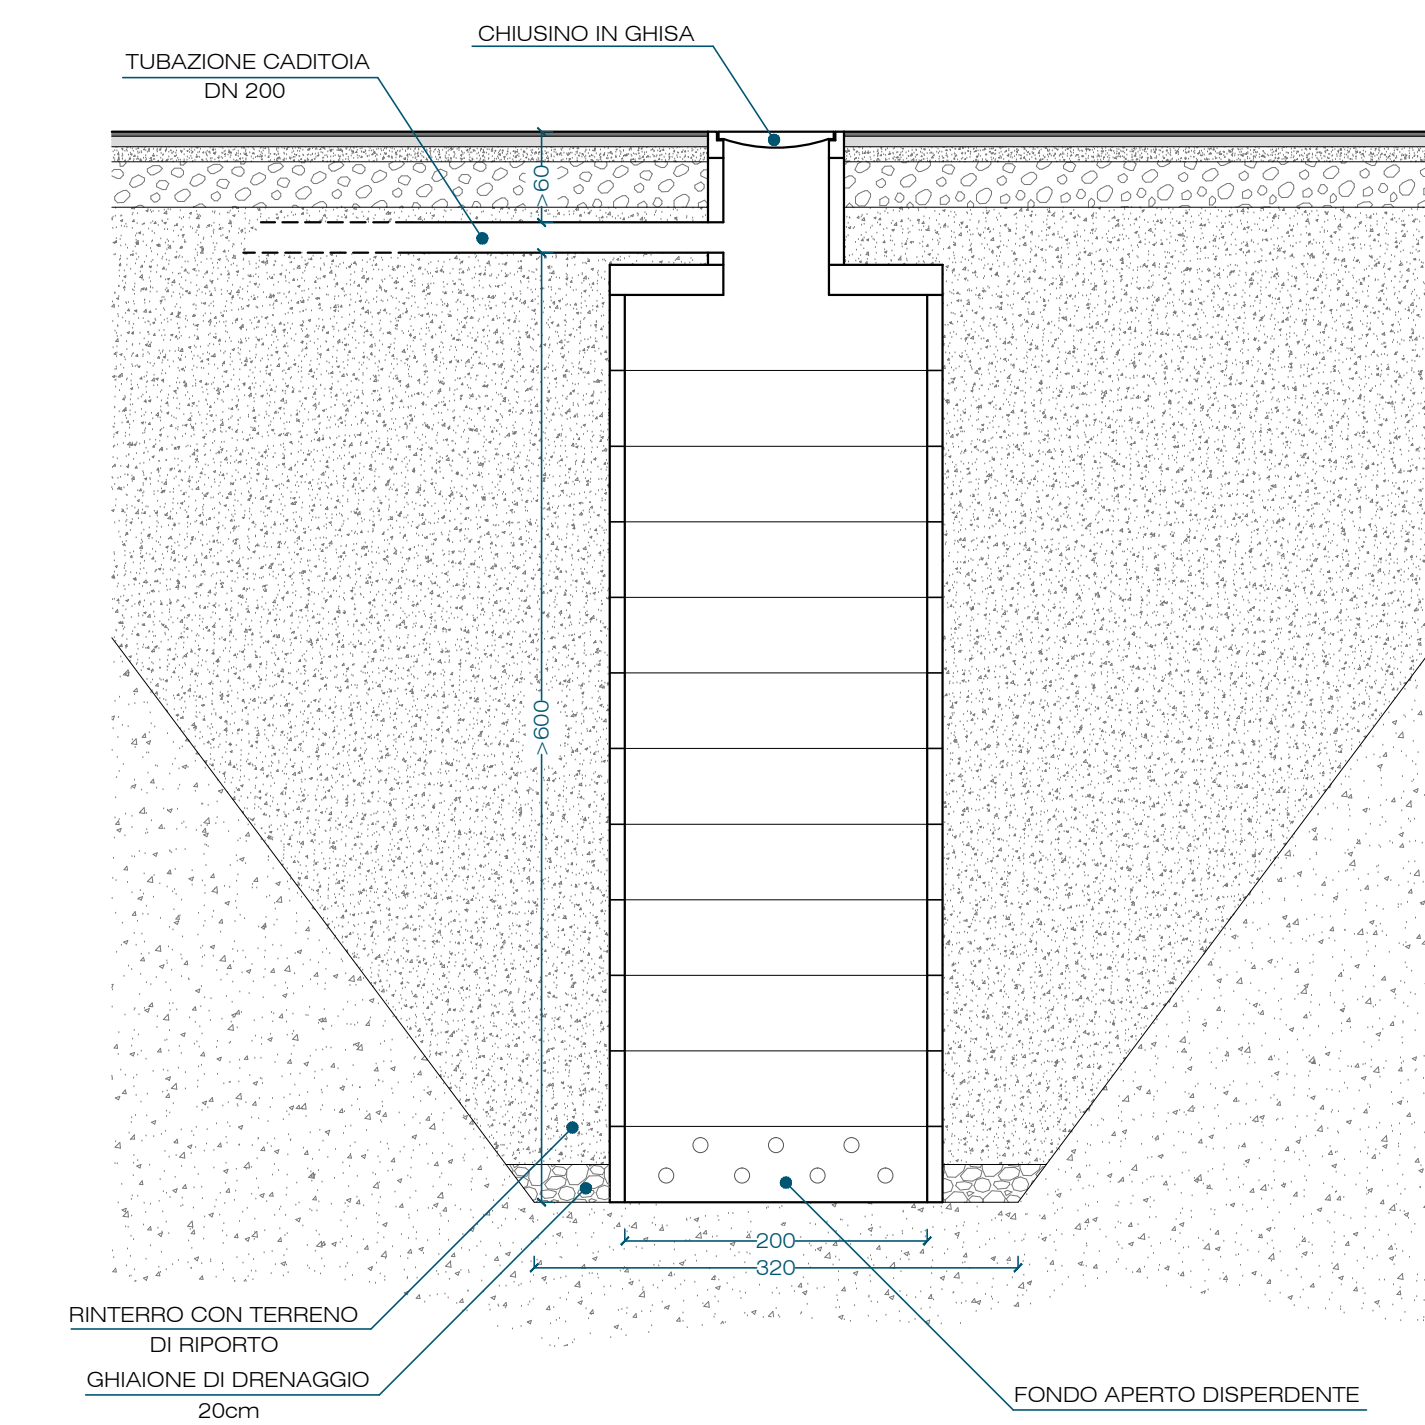 CHIUSINO IN GHISA
TUBAZIONE CADITOIA
DN 200
>60
>600
200
320
RINTERRO CON TERRENO
DI RIPORTO
GHIAIONE DI DRENAGGIO
20cm
FONDO APERTO DISPERDENTE